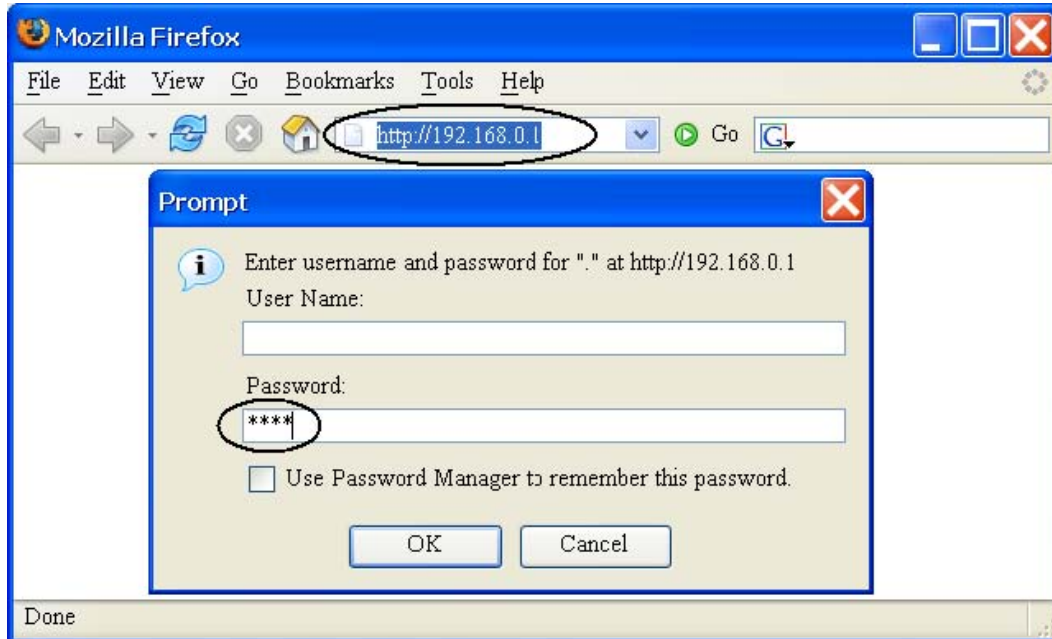 Mozilla Firefox
File Edit View Go Bookmarks Tools Help
http://192.168.0.1 Go G
Prompt
Enter username and password for "." at http://192.168.0.1
User Name:
Password:
****
Use Password Manager to remember this password.
OK Cancel
Done